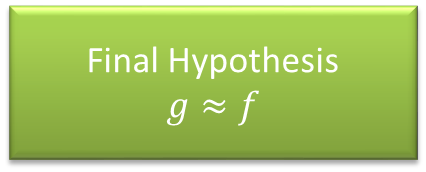 Final Hypothesis
g ≈ f